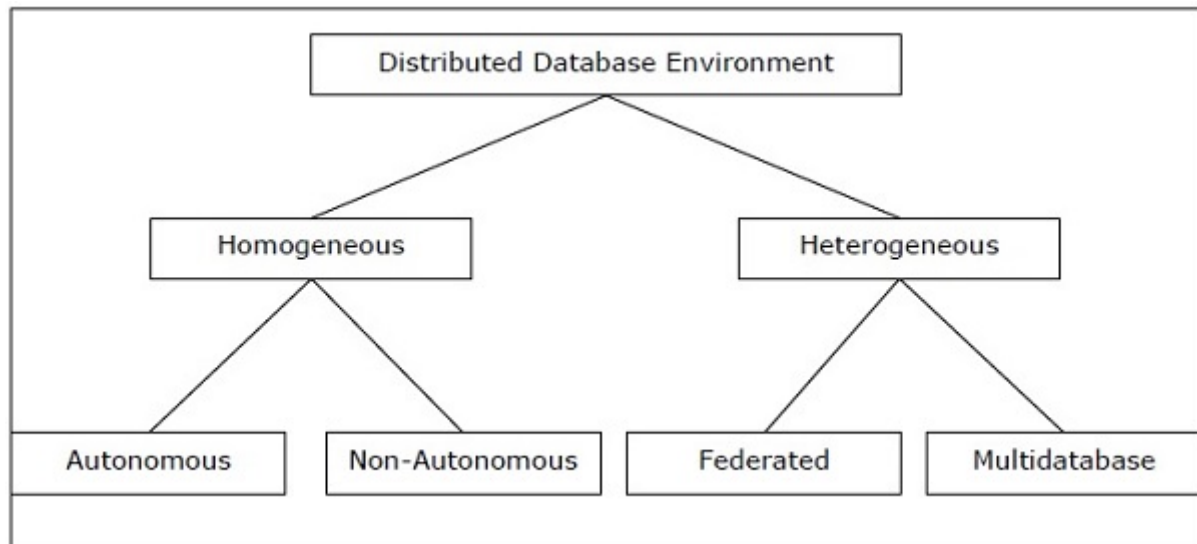 Distributed Database Environment
Homogeneous
Heterogeneous
Autonomous
Non-Autonomous
Federated
Multidatabase